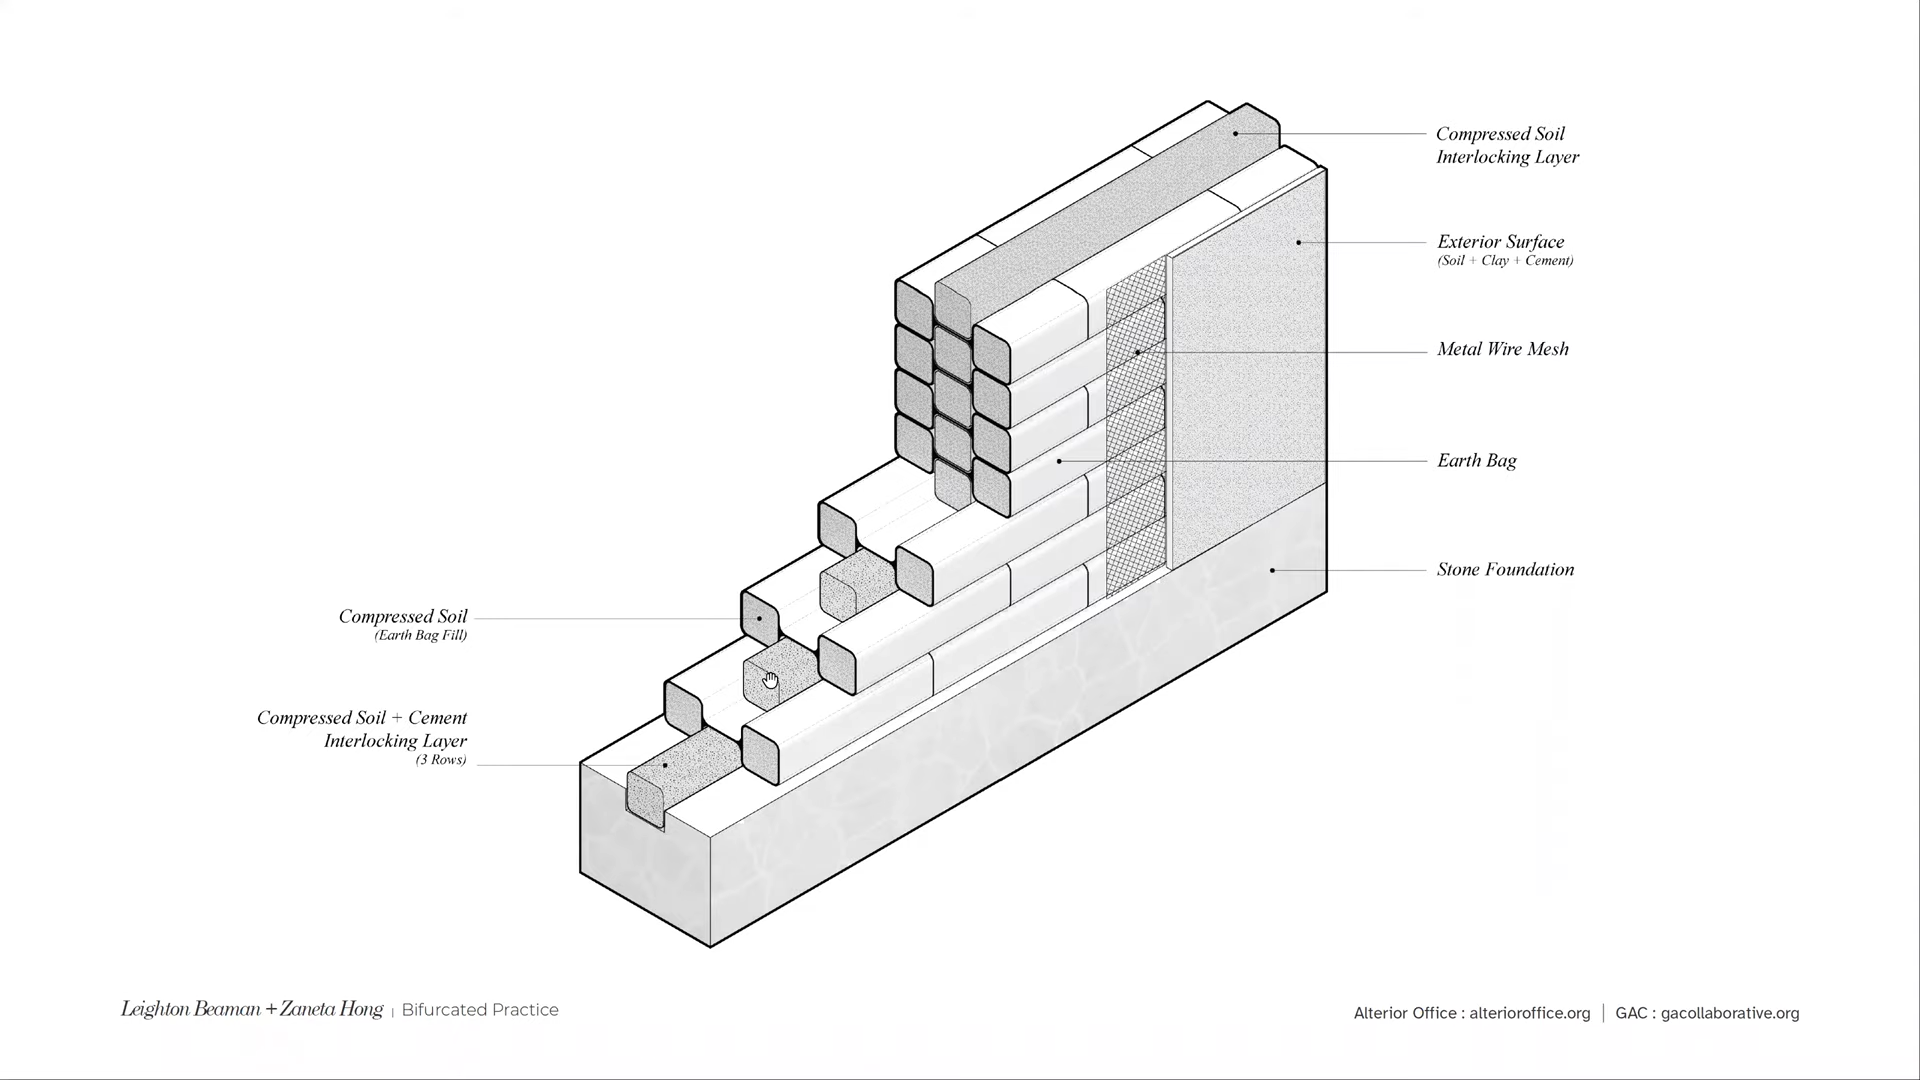 Compressed Soil
Interlocking Layer
Exterior Surface
(Soil + Clay + Cement)
Metal Wire Mesh
Earth Bag
Stone Foundation
Compressed Soil
(Earth Bag Fill)
Compressed Soil + Cement
Interlocking Layer
(3 Rows)
Leighton Beaman + Zaneta Hong | Bifurcated Practice
Alterior Office : alterioroffice.org | GAC : gacollaborative.org